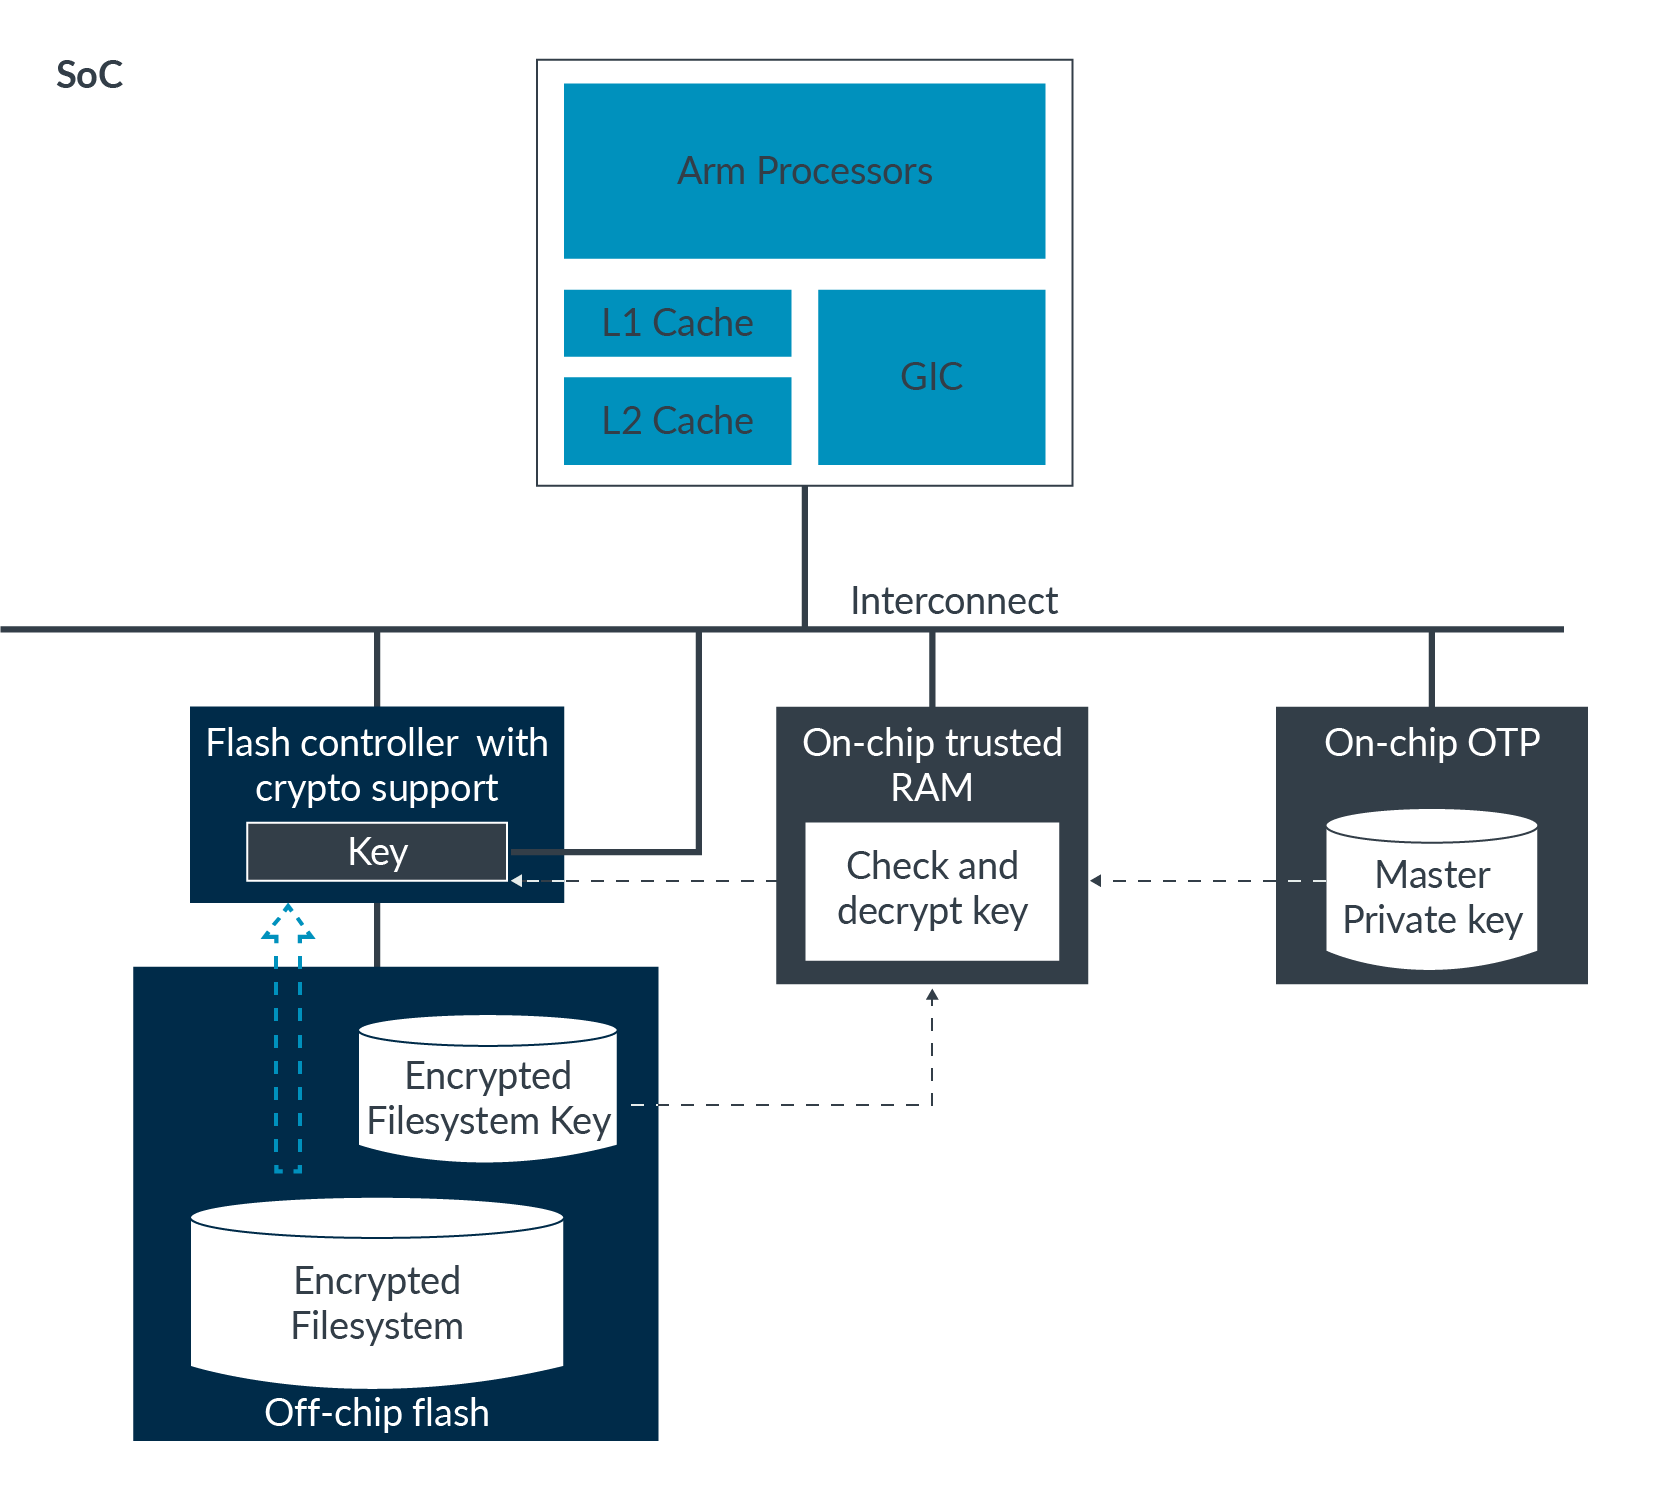 SoC
Arm Processors
L1 Cache
L2 Cache
GIC
Interconnect
Flash controller with
crypto support
Key
On-chip trusted
RAM
Check and
decrypt key
On-chip OTP
Master
Private key
Encrypted
Filesystem Key
Encrypted
Filesystem
Off-chip flash